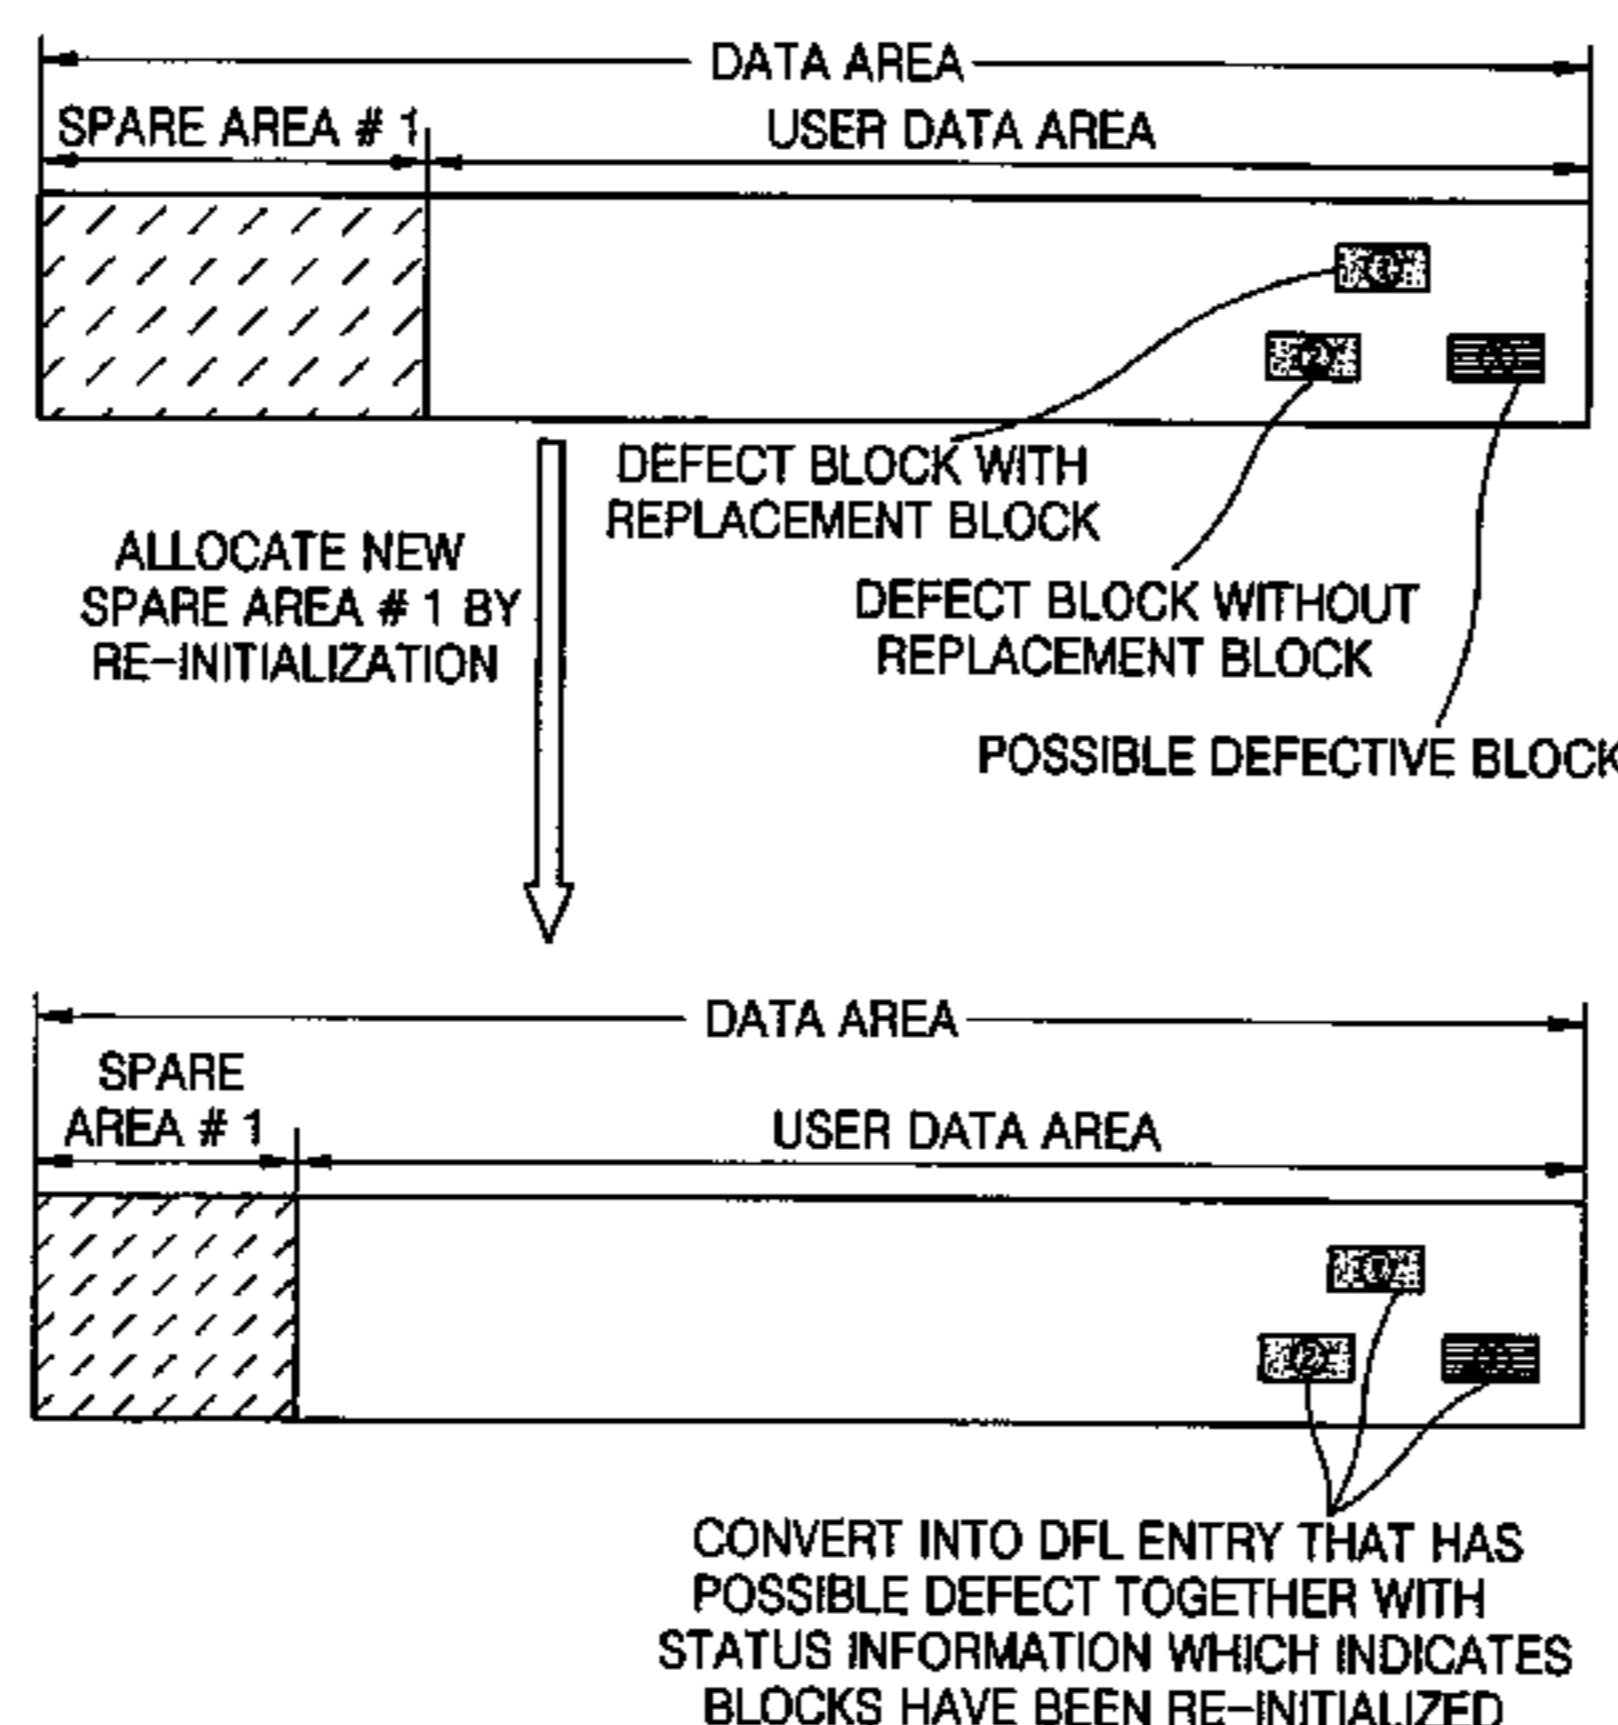 DATA AREA
SPARE AREA # 1
USER DATA AREA
DEFECT BLOCK WITH
REPLACEMENT BLOCK
ALLOCATE NEW
SPARE AREA # 1 BY
RE-INITIALIZATION
DEFECT BLOCK WITHOUT
REPLACEMENT BLOCK
POSSIBLE DEFECTIVE BLOCK
DATA AREA
SPARE
AREA # 1
USER DATA AREA
CONVERT INTO DFL ENTRY THAT HAS
POSSIBLE DEFECT TOGETHER WITH
STATUS INFORMATION WHICH INDICATES
BLOCKS HAVE BEEN RE-INITIALIZED